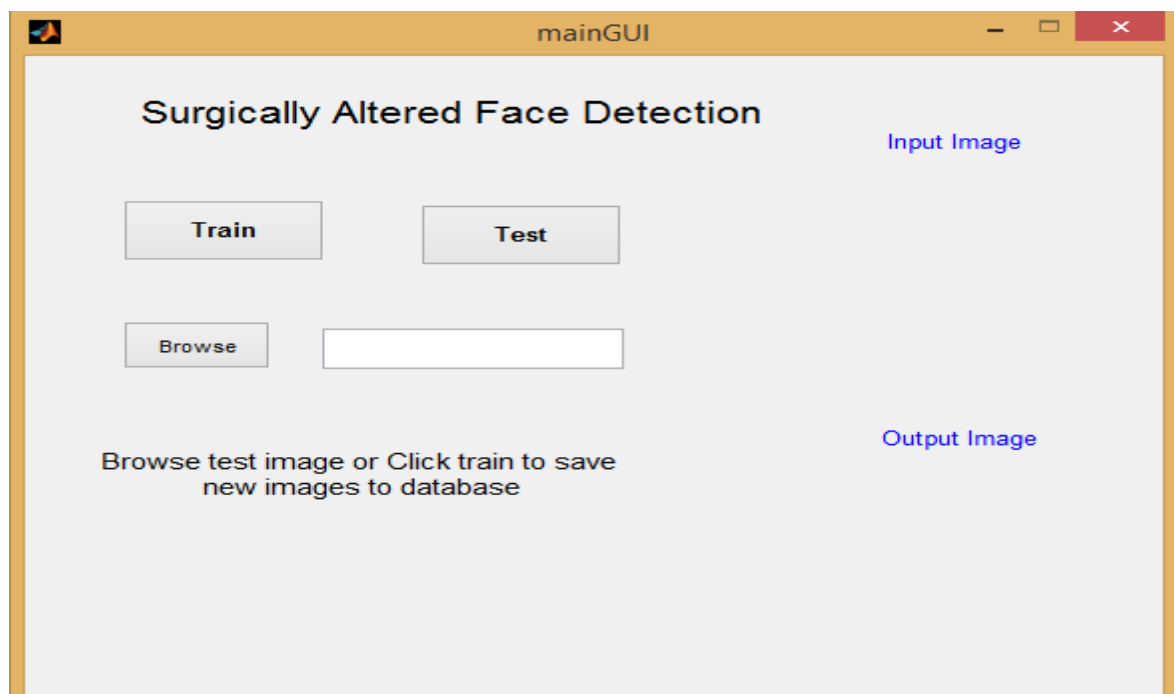 mainGUI
Surgically Altered Face Detection
Input Image
Train
Test
Browse
Output Image
Browse test image or Click train to save
new images to database